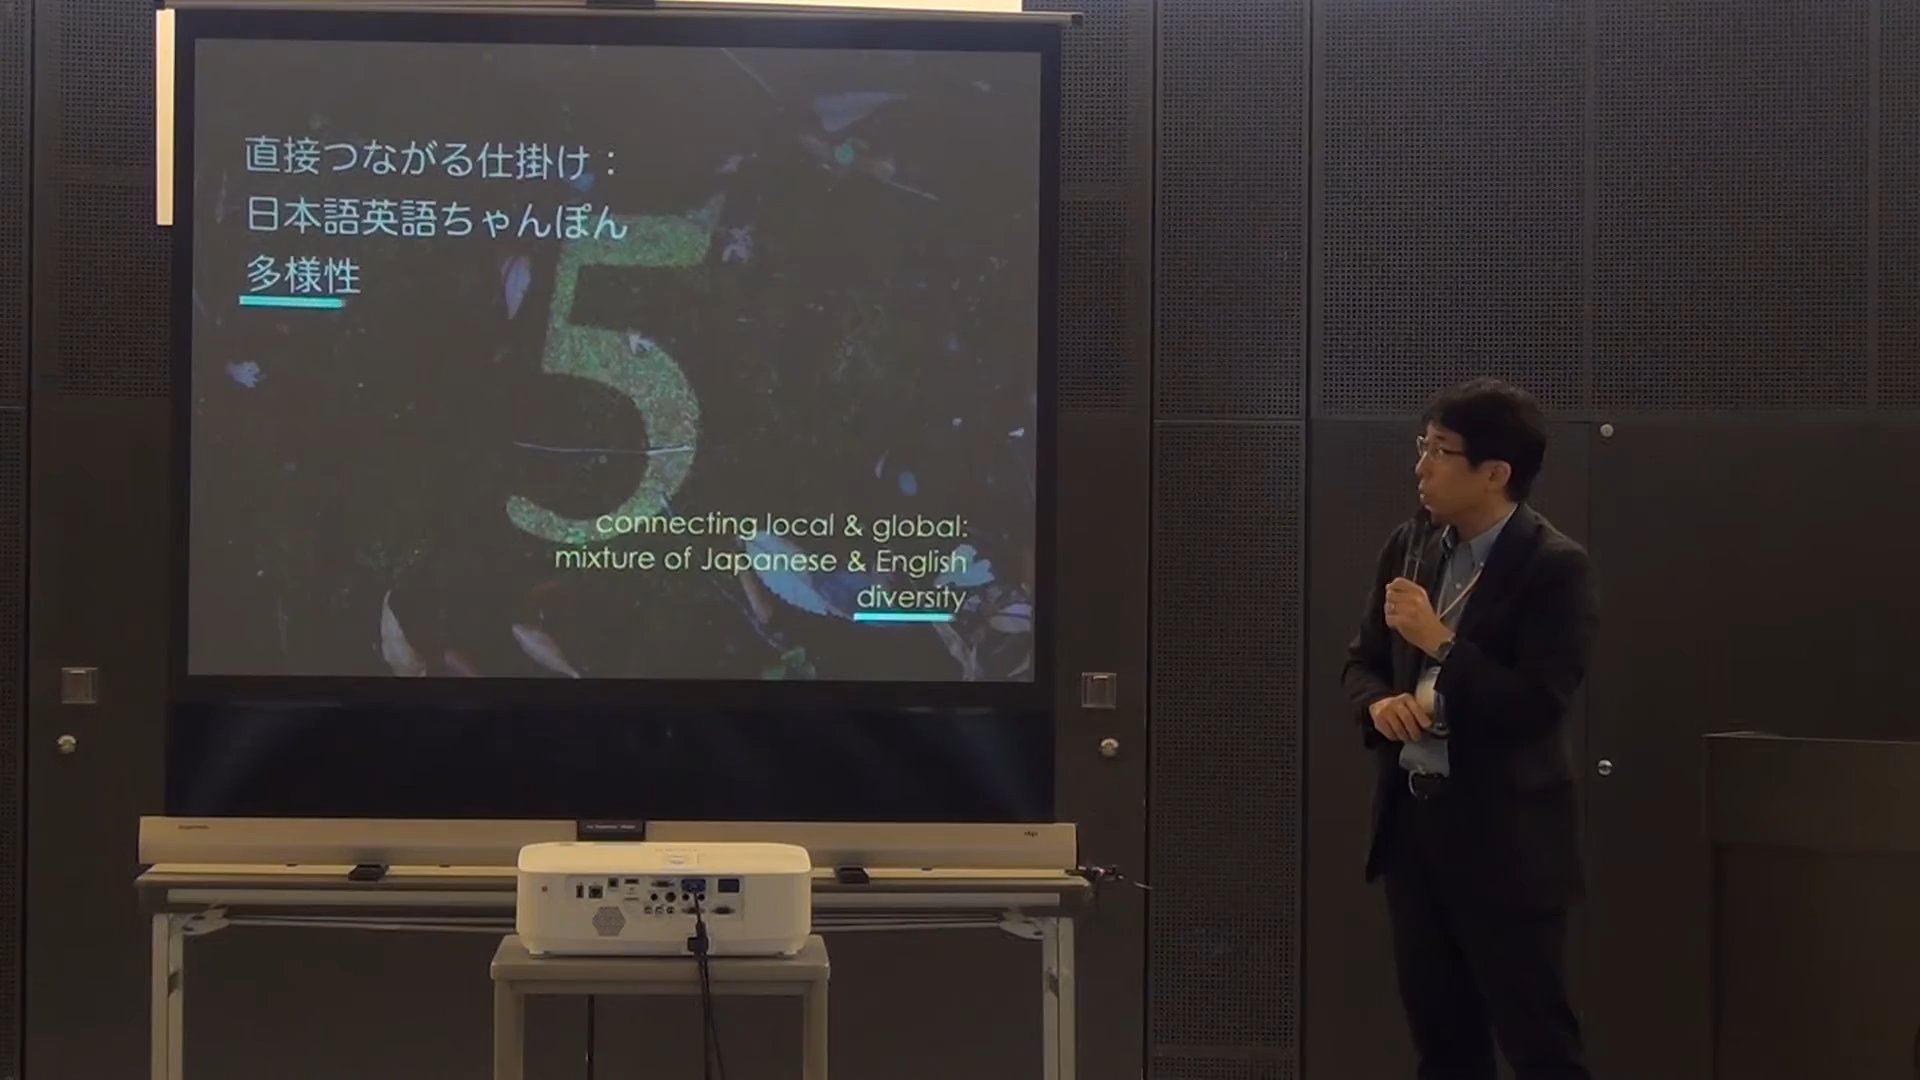 直接つながる仕掛け：
日本語英語ちゃんぽん
多様性
5
connecting local & global:
mixture of Japanese & English
diversity